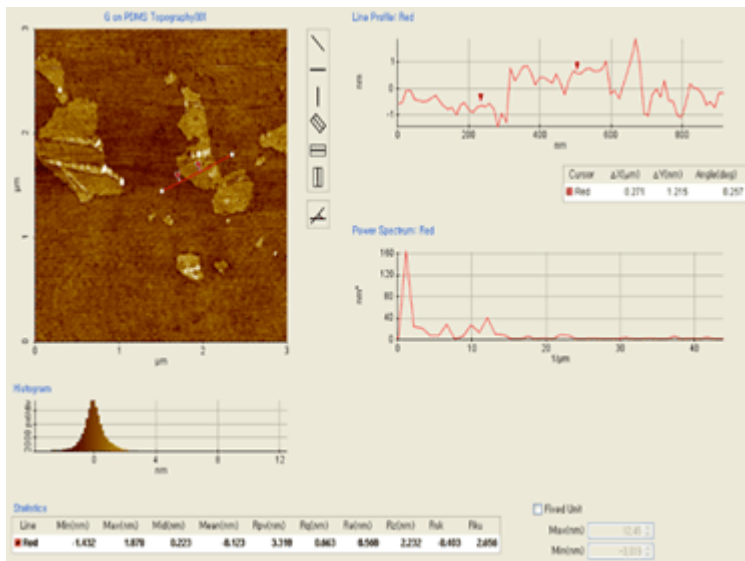 G on PDMS Topography001
3
2
1
0
μm
0 1 2 3
μm
Line Profile: Red
nm
1
0
-1
0 200 400 600 800
nm
Cursor ΔX(μm) ΔY(nm) Angle(deg)
Red 0.271 1.215 0.257
Power Spectrum: Red
160
120
80
40
0
0 10 20 30 40
1/μm
Histogram
0 4 8 12
nm
Statistics
Line Min(nm) Max(nm) Mid(nm) Mean(nm) Rpv(nm) Rq(nm) Ra(nm) Rz(nm) Rsk Rku
Red -1.432 1.878 0.223 -0.123 3.310 0.663 0.568 2.232 -0.403 2.656
Fixed Unit
Max(nm)
Min(nm)